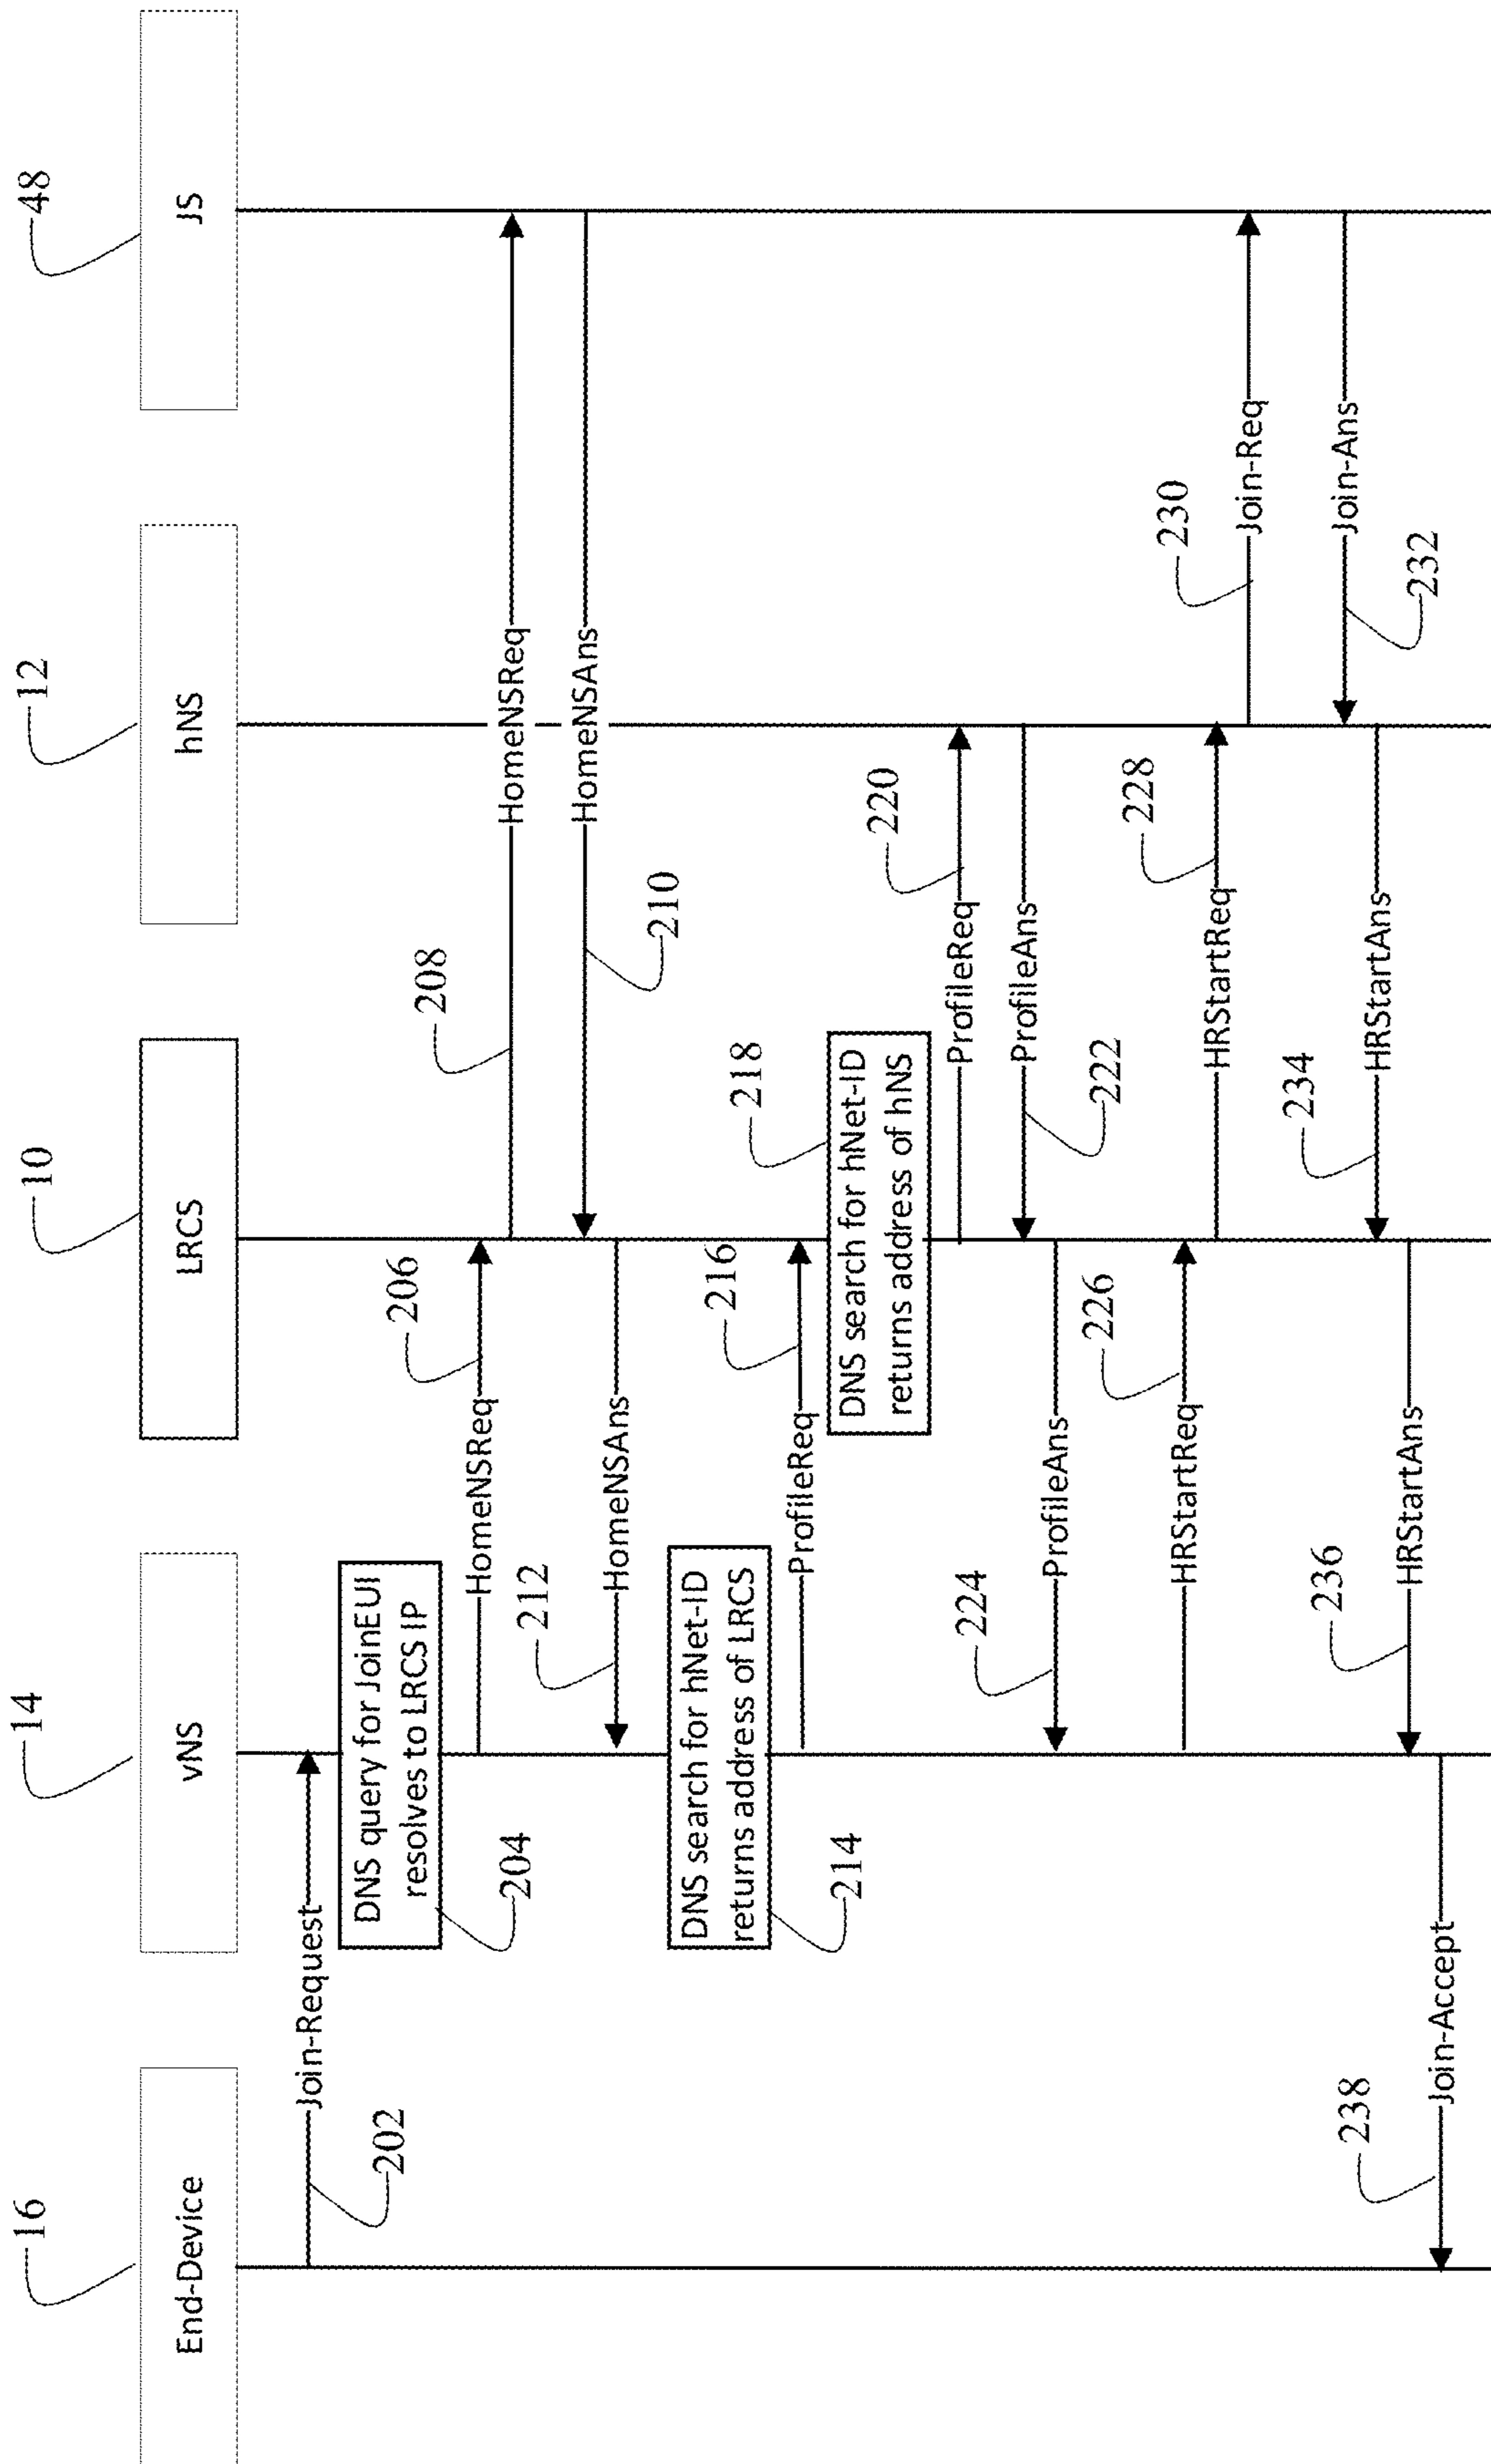 16
14
10
12
48
End-Device
vNS
LRCS
hNS
JS
Join-Request
202
DNS query for JoinEUI
resolves to LRCS IP
204
206
HomeNSReq
208
HomeNSReq
HomeNSAns
210
212
HomeNSAns
DNS search for hNet-ID
returns address of LRCS
214
216
ProfileReq
218
DNS search for hNet-ID
returns address of hNS
220
ProfileReq
ProfileAns
222
224
ProfileAns
226
HRStartReq
228
HRStartReq
230
Join-Req
Join-Ans
232
234
HRStartAns
236
HRStartAns
238
Join-Accept